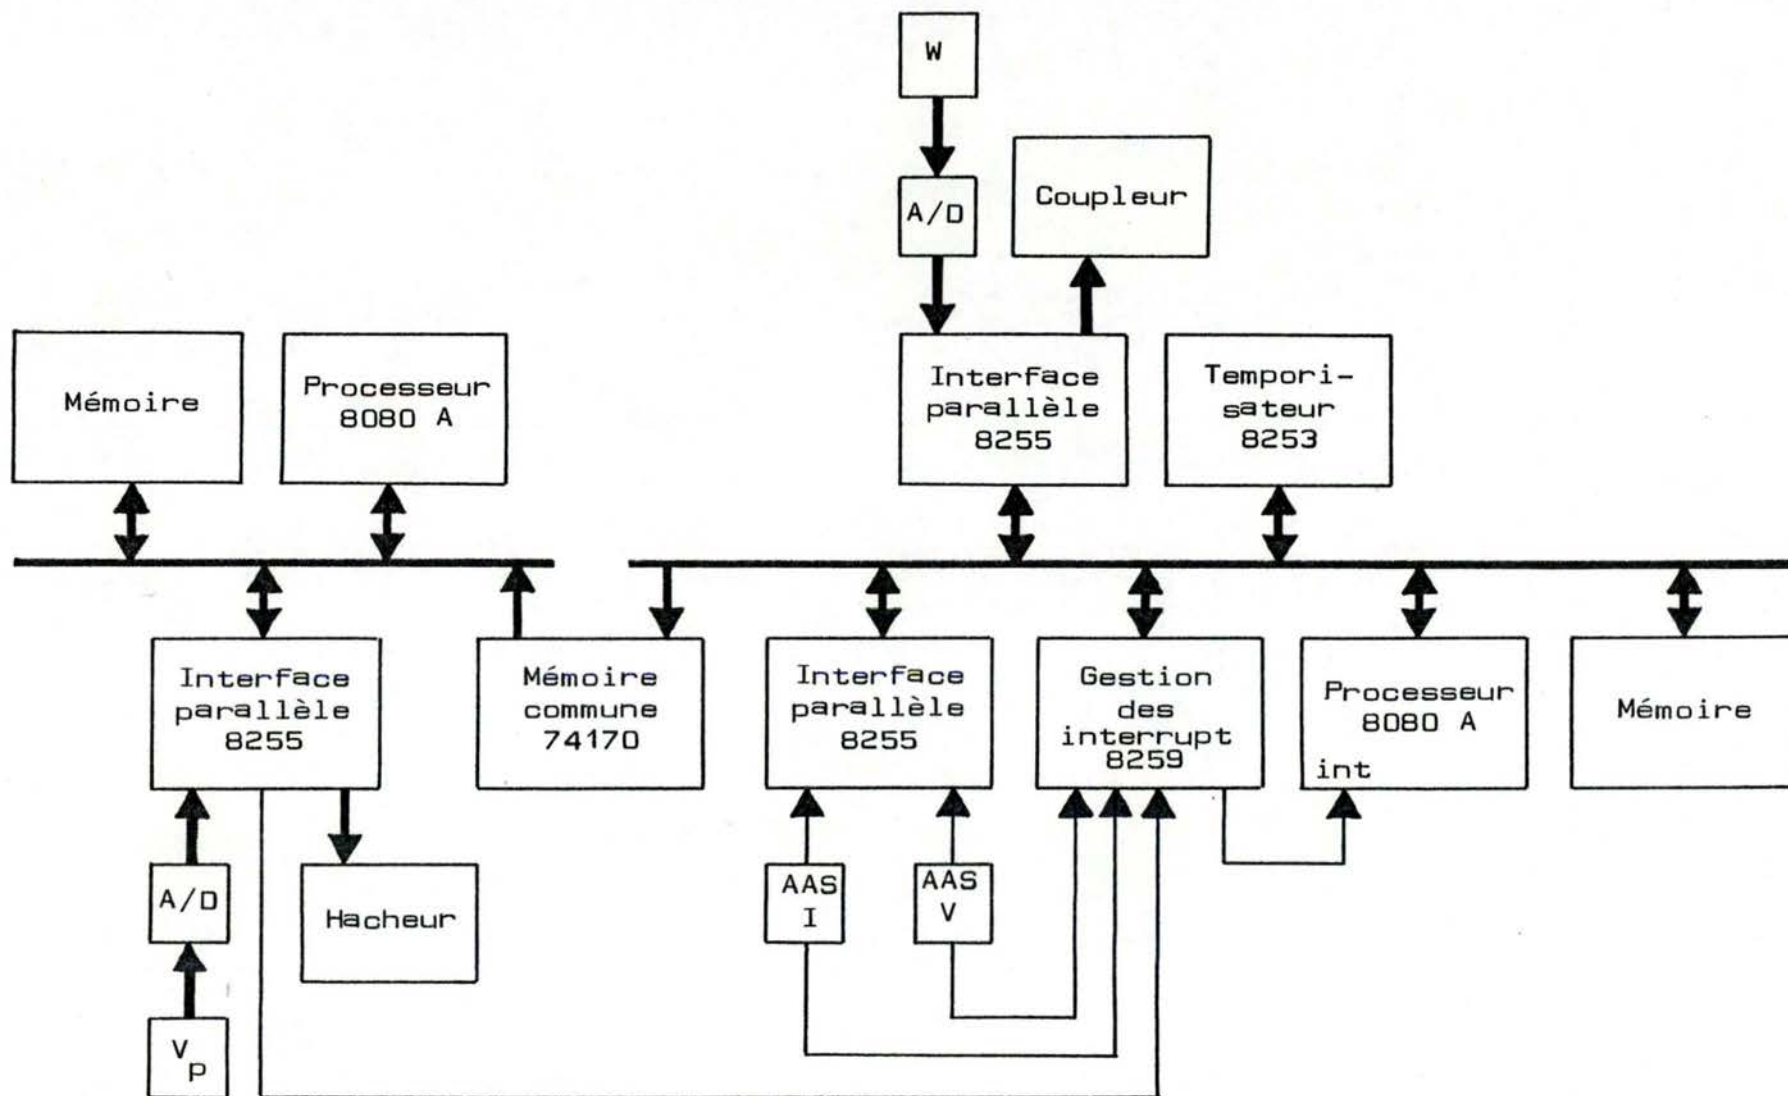 W
A/D
Coupleur
Mémoire
Processeur
8080 A
Interface
parallèle
8255
Tempori-
sateur
8253
Interface
parallèle
8255
Mémoire
commune
74170
Interface
parallèle
8255
Gestion
des
interrupt
8259
Processeur
8080 A
int
Mémoire
A/D
Hacheur
AAS
I
AAS
V
V
P